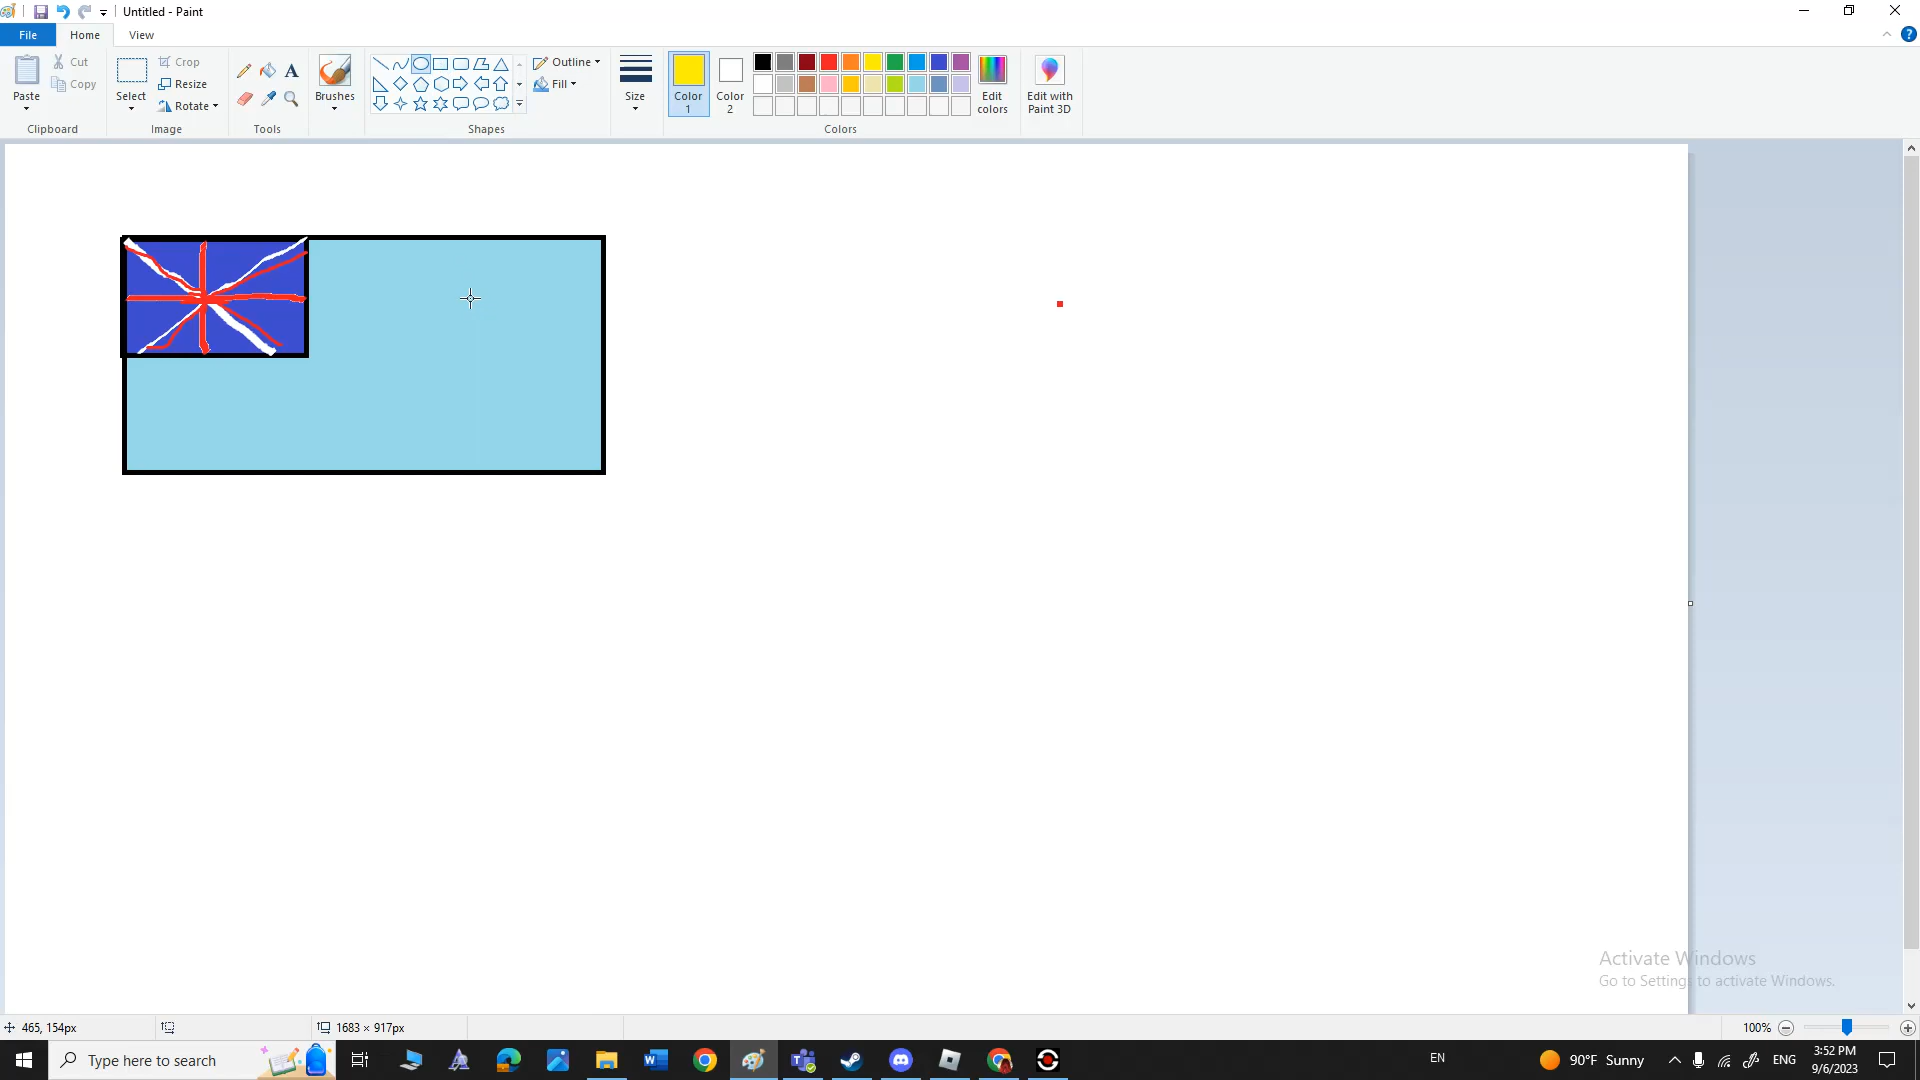 Untitled - Paint
File Home View
Paste
Cut
Copy
Clipboard
Select
Crop
Resize
Rotate
Image
Tools
Brushes
Shapes
Outline
Fill
Size
Color 1
Color 2
Colors
Edit colors
Edit with Paint 3D
Activate Windows
Go to Settings to activate Windows.
465, 154px
1683 × 917px
100%
Type here to search
EN
90°F Sunny
ENG
3:52 PM
9/6/2023